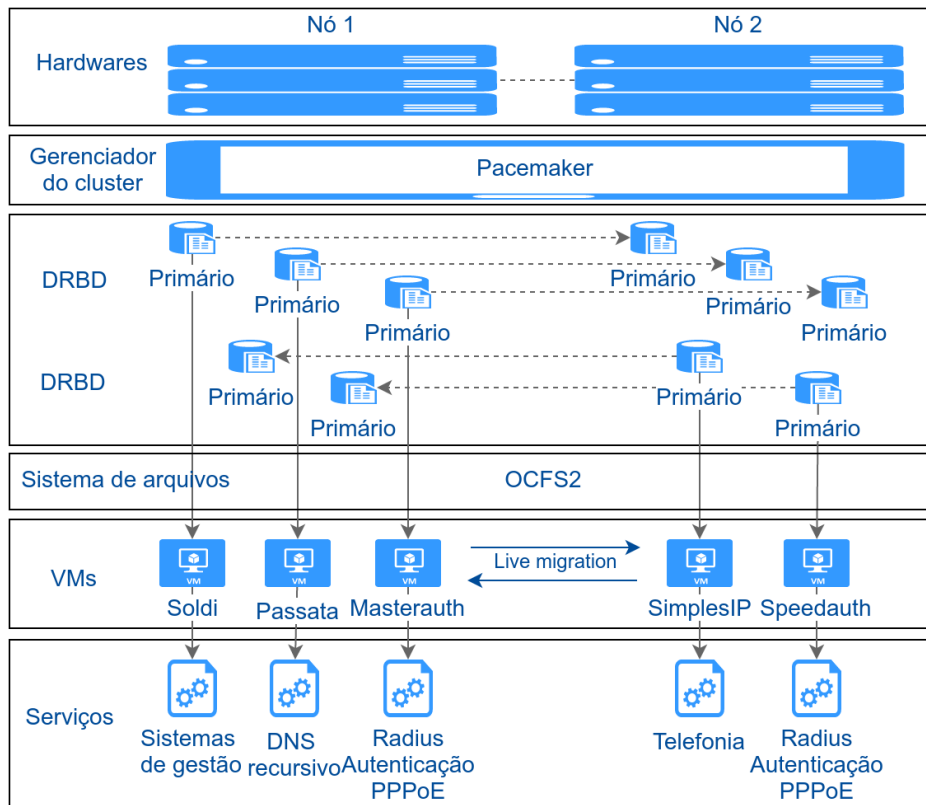 Nó 1
Nó 2
Hardwares
Gerenciador
do cluster
Pacemaker
DRBD
Primário
Primário
Primário
Primário
Primário
Primário
DRBD
Primário
Primário
Primário
Primário
Sistema de arquivos
OCFS2
VMs
VM
VM
VM
Live migration
VM
VM
Soldi
Passata
Masterauth
SimplesIP
Speedauth
Serviços
Sistemas
de gestão
DNS
recursivo
Radius
Autenticação
PPPoE
Telefonia
Radius
Autenticação
PPPoE